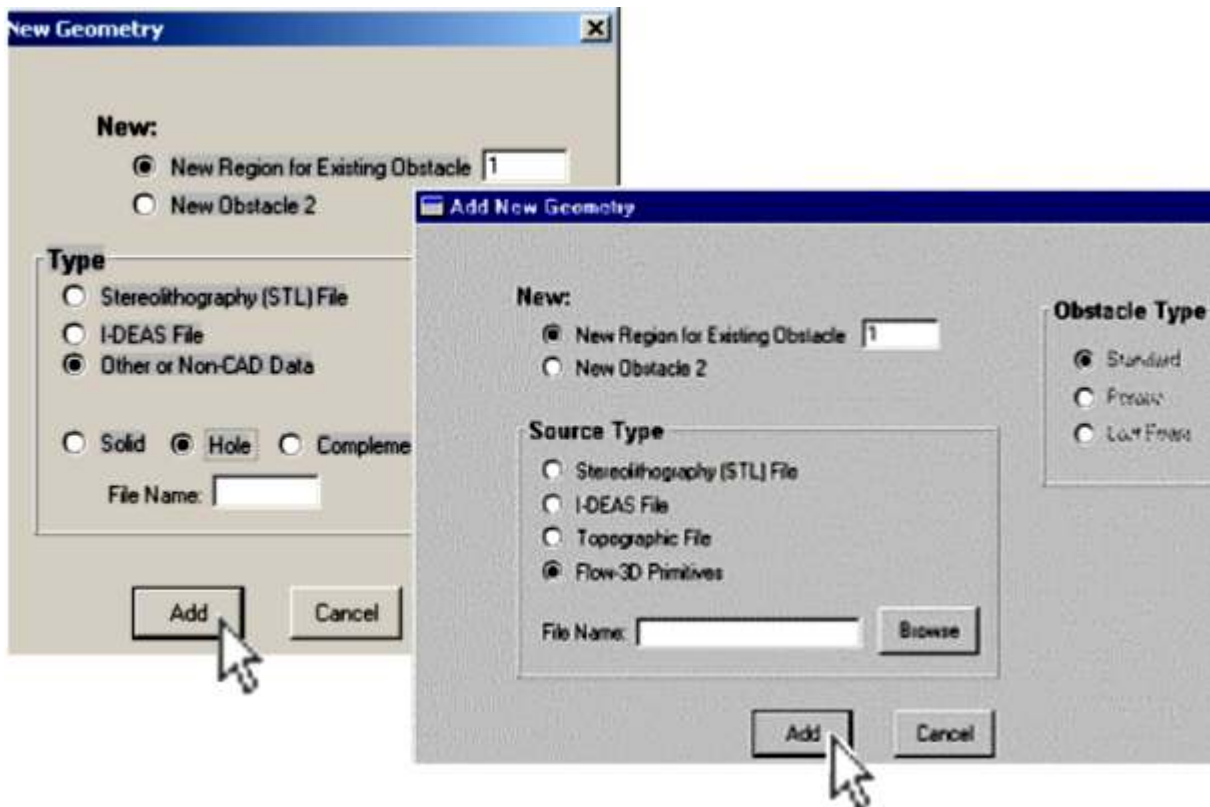 New Geometry
New:
New Region for Existing Obstacle 1
New Obstacle 2
Type
Stereolithography (STL) File
I-DEAS File
Other or Non-CAD Data
Solid Hole Compleme
File Name:
Add Cancel
Add New Geometry
New:
New Region for Existing Obstacle 1
New Obstacle 2
Source Type
Stereolithography (STL) File
I-DEAS File
Topographic File
Flow-3D Primitives
File Name: Browse
Add Cancel
Obstacle Type
Standard